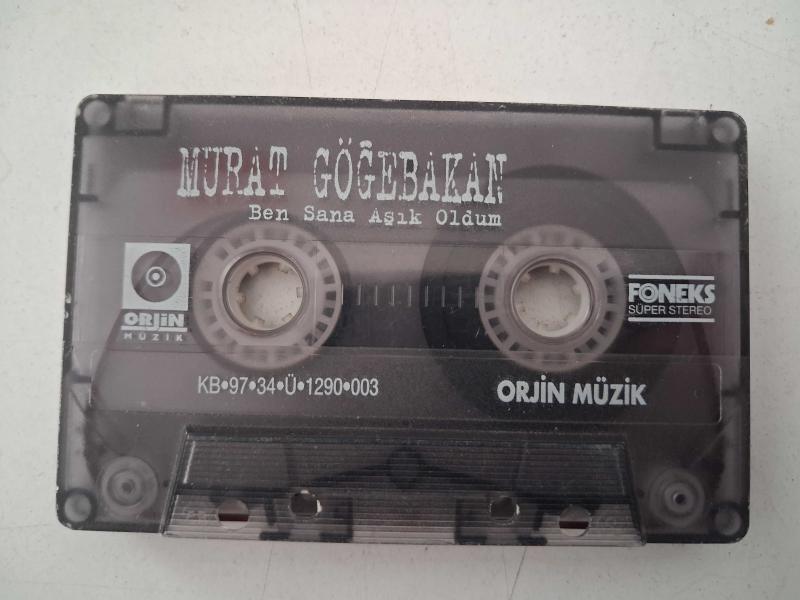 MURAT GÖĞEBAKAN
Ben Sana Aşık Oldum
ORJİN
MÜZİK
FONEKS
SÜPER STEREO
KB•97•34•Ü•1290•003
ORJİN MÜZİK